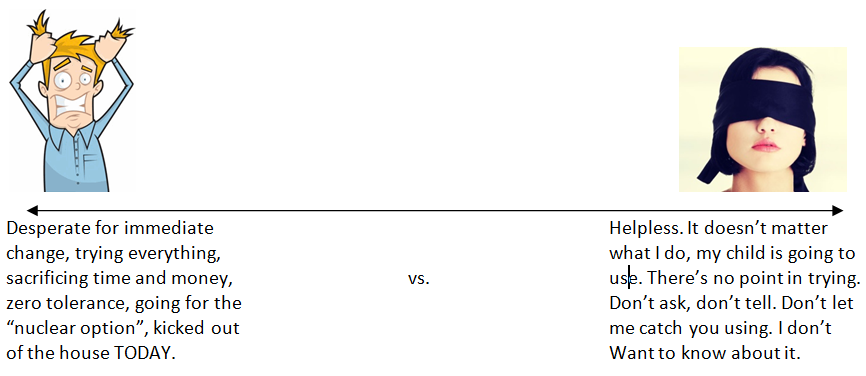 Desperate for immediate
change, trying everything,
sacrificing time and money,
zero tolerance, going for the
“nuclear option”, kicked out
of the house TODAY.
vs.
Helpless. It doesn’t matter
what I do, my child is going to
use. There’s no point in trying.
Don’t ask, don’t tell. Don’t let
me catch you using. I don’t
Want to know about it.